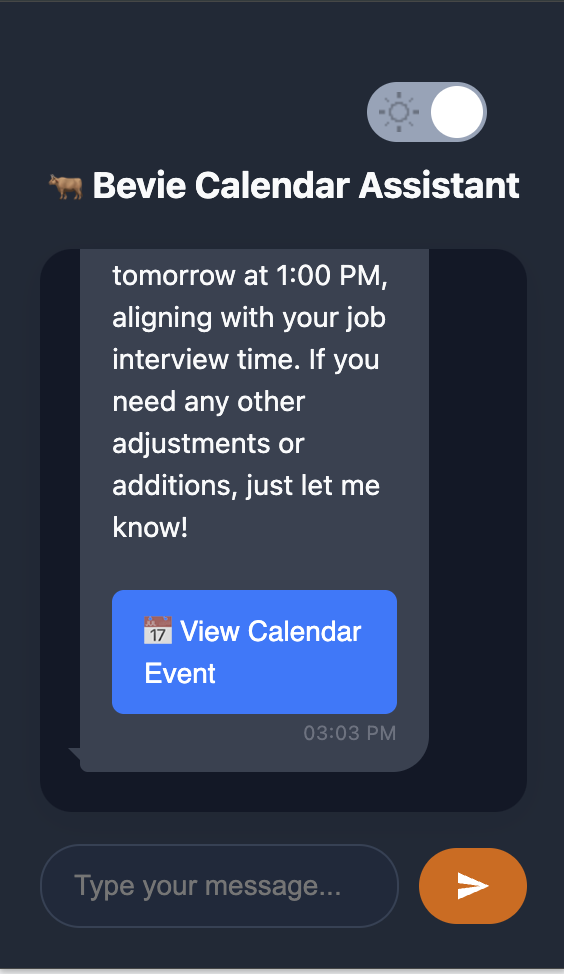 🐂 Bevie Calendar Assistant
tomorrow at 1:00 PM,
aligning with your job
interview time. If you
need any other
adjustments or
additions, just let me
know!
📅 View Calendar
Event
03:03 PM
Type your message...